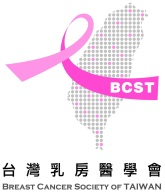 BCST
台灣乳房醫學會
BREAST CANCER SOCIETY OF TAIWAN